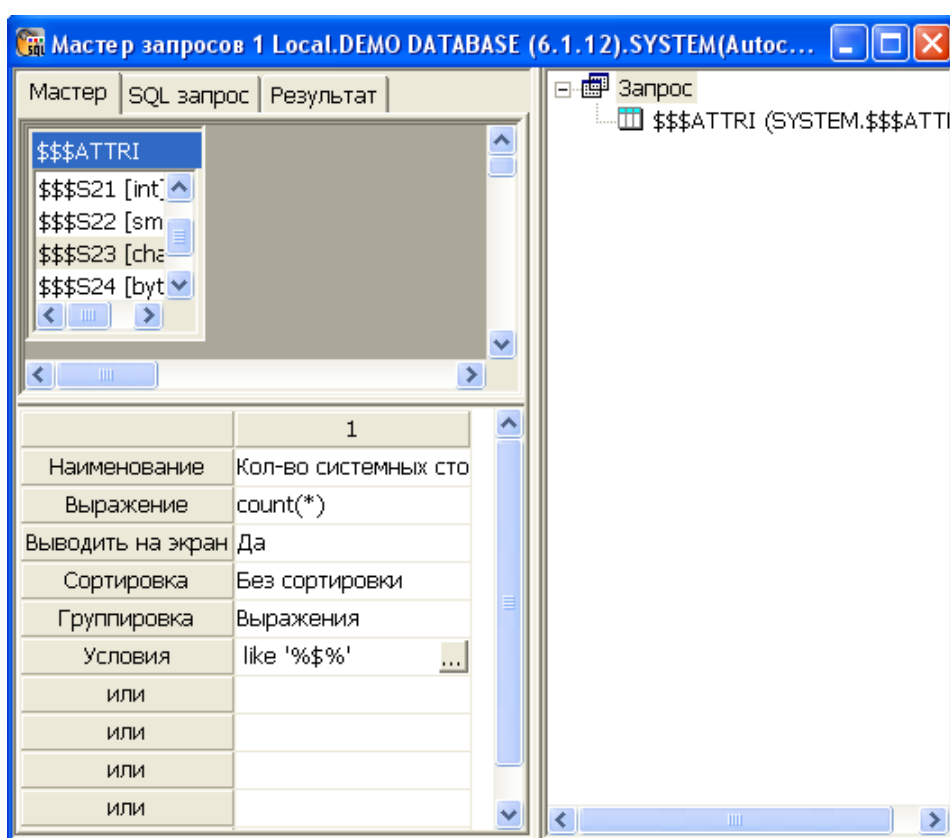 Мастер запросов 1 Local.DEMO DATABASE (6.1.12).SYSTEM(Autoc...
Мастер SQL запрос Результат
$$$ATTRI
$$$S21 [int]
$$$S22 [sm
$$$S23 [cha
$$$S24 [byt
1
Наименование Кол-во системных сто
Выражение count(*)
Выводить на экран Да
Сортировка Без сортировки
Группировка Выражения
Условия like '%$%' ...
или
или
или
или
Запрос
$$$ATTRI (SYSTEM.$$$ATTI